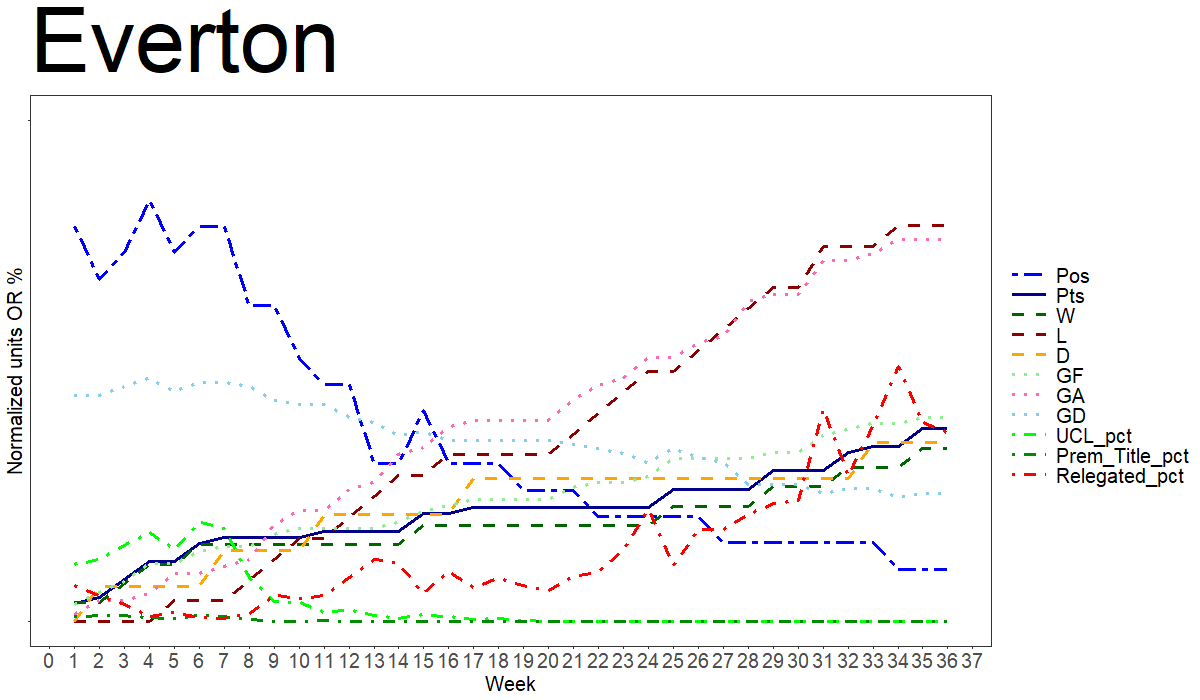 Everton
Normalized units OR %
Pos
Pts
W
L
D
GF
GA
GD
UCL_pct
Prem_Title_pct
Relegated_pct
0 1 2 3 4 5 6 7 8 9 10 11 12 13 14 15 16 17 18 19 20 21 22 23 24 25 26 27 28 29 30 31 32 33 34 35 36 37
Week